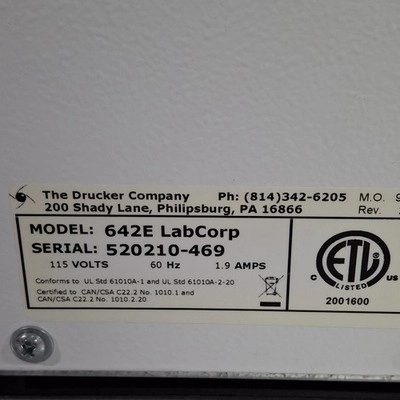 The Drucker Company Ph: (814)342-6205 M.O. 9
200 Shady Lane, Philipsburg, PA 16866 Rev.
MODEL: 642E LabCorp
SERIAL: 520210-469
115 VOLTS 60 Hz 1.9 AMPS
Conforms to UL Std 61010A-1 and UL Std 61010A-2-20
Certified to CAN/CSA C22.2 No. 1010.1 and
CAN/CSA C22.2 No. 1010.2.20
C ETL US
LISTED
2001600